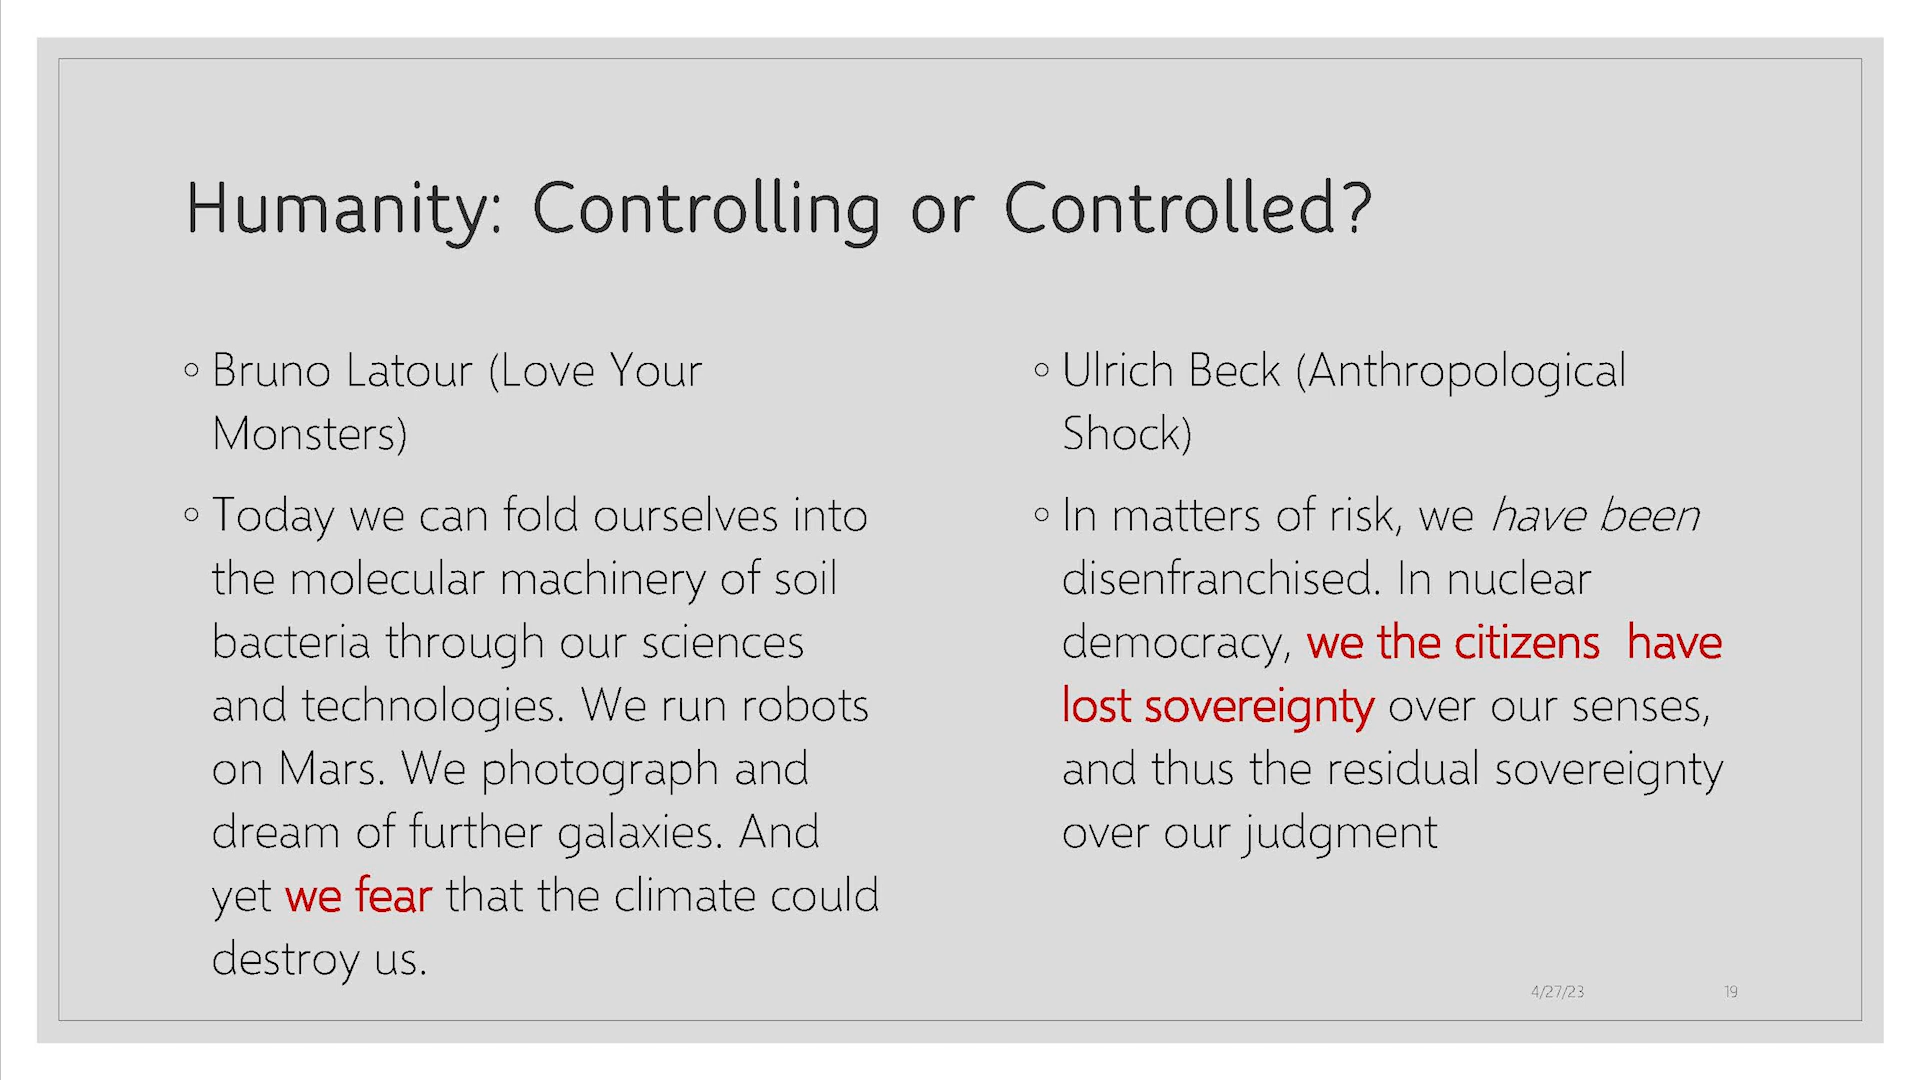 Humanity: Controlling or Controlled?
◦ Bruno Latour (Love Your
Monsters)
◦ Today we can fold ourselves into
the molecular machinery of soil
bacteria through our sciences
and technologies. We run robots
on Mars. We photograph and
dream of further galaxies. And
yet we fear that the climate could
destroy us.
◦ Ulrich Beck (Anthropological
Shock)
◦ In matters of risk, we have been
disenfranchised. In nuclear
democracy, we the citizens  have
lost sovereignty over our senses,
and thus the residual sovereignty
over our judgment
4/27/23
19